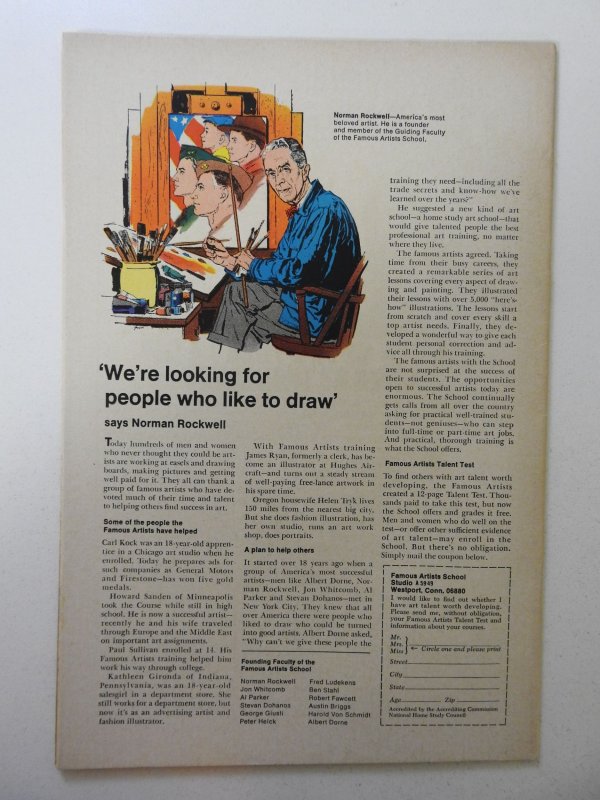 Norman Rockwell—America's most
beloved artist. He is a founder
and member of the Guiding Faculty
of the Famous Artists School.
'We're looking for
people who like to draw'
says Norman Rockwell
Today hundreds of men and women
who never thought they could be art-
ists are working at easels and drawing
boards, making pictures and getting
well paid for it. They all can thank a
group of famous artists who have de-
voted much of their time and talent
to helping others find success in art.
Some of the people the
Famous Artists have helped
Carl Kock was an 18-year-old appren-
tice in a Chicago art studio when he
enrolled. Today he prepares ads for
such companies as General Motors
and Firestone—has won five gold
medals.
Howard Sanden of Minneapolis
took the Course while still in high
school. He is now a successful artist—
recently he and his wife traveled
through Europe and the Middle East
on important art assignments.
Paul Sullivan enrolled at 14. His
Famous Artists training helped him
work his way through college.
Kathleen Gironda of Indiana,
Pennsylvania, was an 18-year-old
salesgirl in a department store. She
still works for a department store, but
now it's as an advertising artist and
fashion illustrator.
With Famous Artists training
James Ryan, formerly a clerk, has be-
come an illustrator at Hughes Air-
craft—and turns out a steady stream
of well-paying free-lance artwork in
his spare time.
Oregon housewife Helen Tryk lives
150 miles from the nearest big city.
But she does fashion illustration, has
her own studio, runs an art work
shop, does portraits.
A plan to help others
It started over 18 years ago when a
group of America's most successful
artists—men like Albert Dorne, Nor-
man Rockwell, Jon Whitcomb, Al
Parker and Stevan Dohanos—met in
New York City. They knew that all
over America there were people who
liked to draw who could be turned
into good artists. Albert Dorne asked,
"Why can't we give these people the
Founding Faculty of the
Famous Artists School
Norman Rockwell
Jon Whitcomb
Al Parker
Stevan Dohanos
George Giusti
Peter Helck
Fred Ludekens
Ben Stahl
Robert Fawcett
Austin Briggs
Harold Von Schmidt
Albert Dorne
training they need—including all the
trade secrets and know-how we've
learned over the years?"
He suggested a new kind of art
school—a home study art school—that
would give talented people the best
professional art training, no matter
where they live.
The famous artists agreed. Taking
time from their busy careers, they
created a remarkable series of art
lessons covering every aspect of draw-
ing and painting. They illustrated
their lessons with over 5,000 "here's-
how" illustrations. The lessons start
from scratch and cover every skill a
top artist needs. Finally, they de-
veloped a wonderful way to give each
student personal correction and ad-
vice all through his training.
The famous artists with the School
are not surprised at the success of
their students. The opportunities
open to successful artists today are
enormous. The School continually
gets calls from all over the country
asking for practical well-trained stu-
dents—not geniuses—who can step
into full-time or part-time art jobs.
And practical, thorough training is
what the School offers.
Famous Artists Talent Test
To find others with art talent worth
developing, the Famous Artists
created a 12-page Talent Test. Thou-
sands paid to take this test, but now
the School offers and grades it free.
Men and women who do well on the
test—or offer other sufficient evidence
of art talent—may enroll in the
School. But there's no obligation.
Simply mail the coupon below.
Famous Artists School
Studio A 5949
Westport, Conn. 06880
I would like to find out whether I
have art talent worth developing.
Please send me, without obligation,
your Famous Artists Talent Test and
information about your courses.
Mr.
Mrs.
Miss
← Circle one and please print
Street
City
State
Age Zip
Accredited by the Accrediting Commission
National Home Study Council